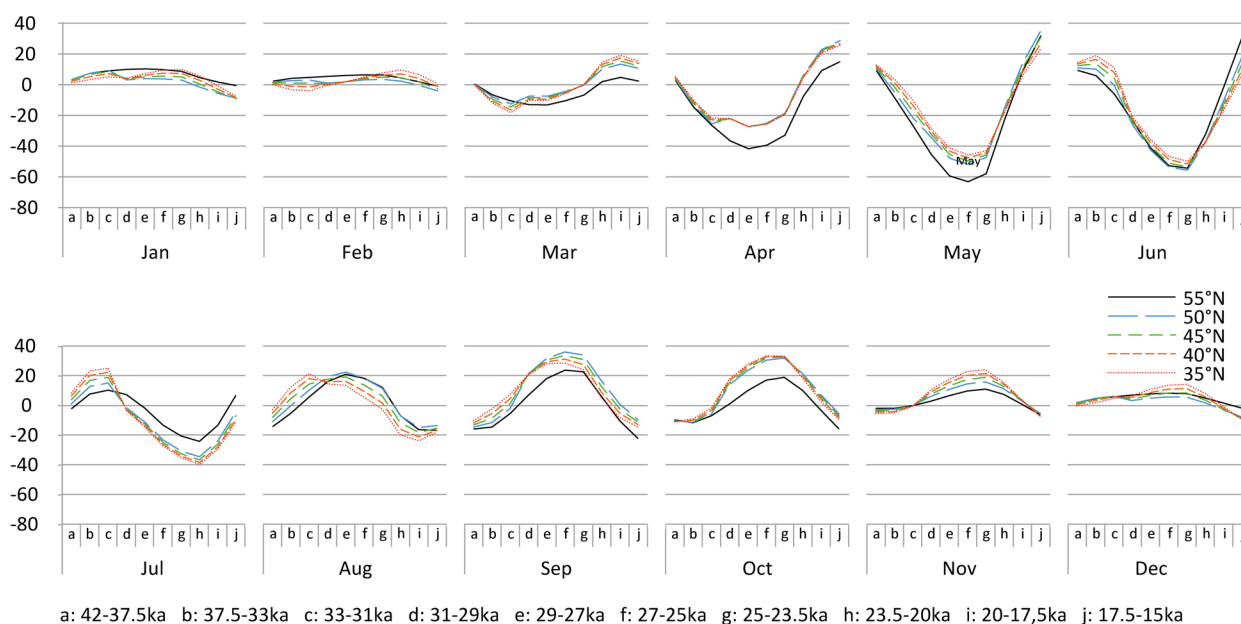 40
20
0
-20
-40
-60
-80
a b c d e f g h i j a b c d e f g h i j a b c d e f g h i j a b c d e f g h i j a b c d e f g h i j a b c d e f g h i j
Jan Feb Mar Apr May Jun
May
55°N
50°N
45°N
40°N
35°N
40
20
0
-20
-40
-60
-80
a b c d e f g h i j a b c d e f g h i j a b c d e f g h i j a b c d e f g h i j a b c d e f g h i j a b c d e f g h i j
Jul Aug Sep Oct Nov Dec
a: 42-37.5ka b: 37.5-33ka c: 33-31ka d: 31-29ka e: 29-27ka f: 27-25ka g: 25-23.5ka h: 23.5-20ka i: 20-17,5ka j: 17.5-15ka